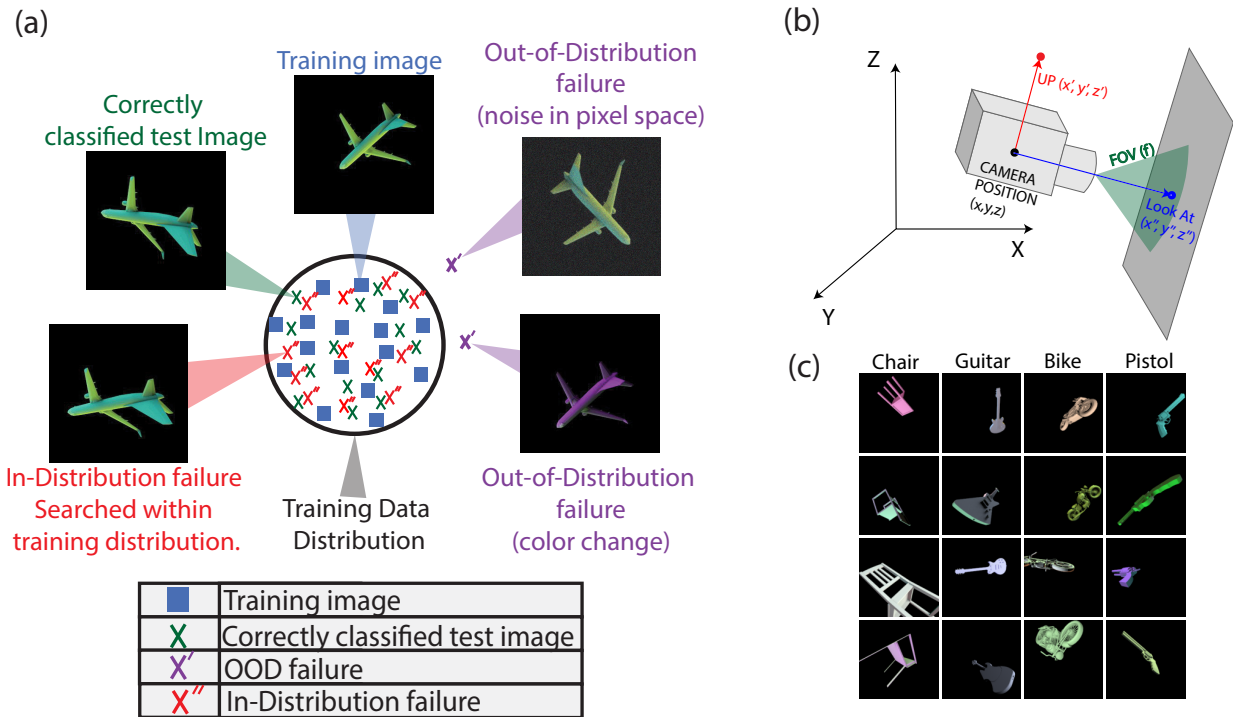 (a)
Training image
Correctly
classified test Image
Out-of-Distribution
failure
(noise in pixel space)
X'
X'
X"
In-Distribution failure
Searched within
training distribution.
Training Data
Distribution
Out-of-Distribution
failure
(color change)
Training image
X Correctly classified test image
X' OOD failure
X" In-Distribution failure
(b)
Z
UP (x', y', z')
FOV (f)
CAMERA
POSITION
(x,y,z)
Look At
(x", y", z")
X
Y
(c)
Chair Guitar Bike Pistol